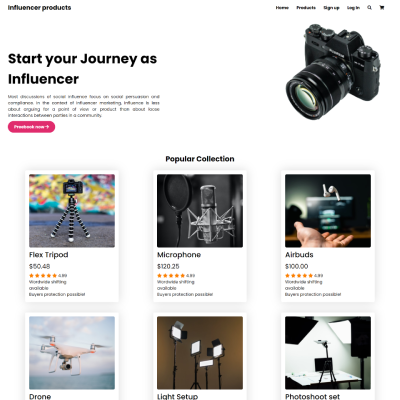 Influencer products
Home Products Sign up Log in
Start your Journey as
Influencer
Most discussions of social influence focus on social persuasion and
compliance. In the context of influencer marketing, influence is less
about arguing for a point of view or product than about loose
interactions between parties in a community.
Freebook now
Popular Collection
Flex Tripod
$50.48
4.99
Worldwide shifting
available
Buyers protection possible!
Microphone
$120.25
4.99
Worldwide shifting
available
Buyers protection possible!
Airbuds
$100.00
4.99
Worldwide shifting
available
Buyers protection possible!
Drone
Light Setup
Photoshoot set